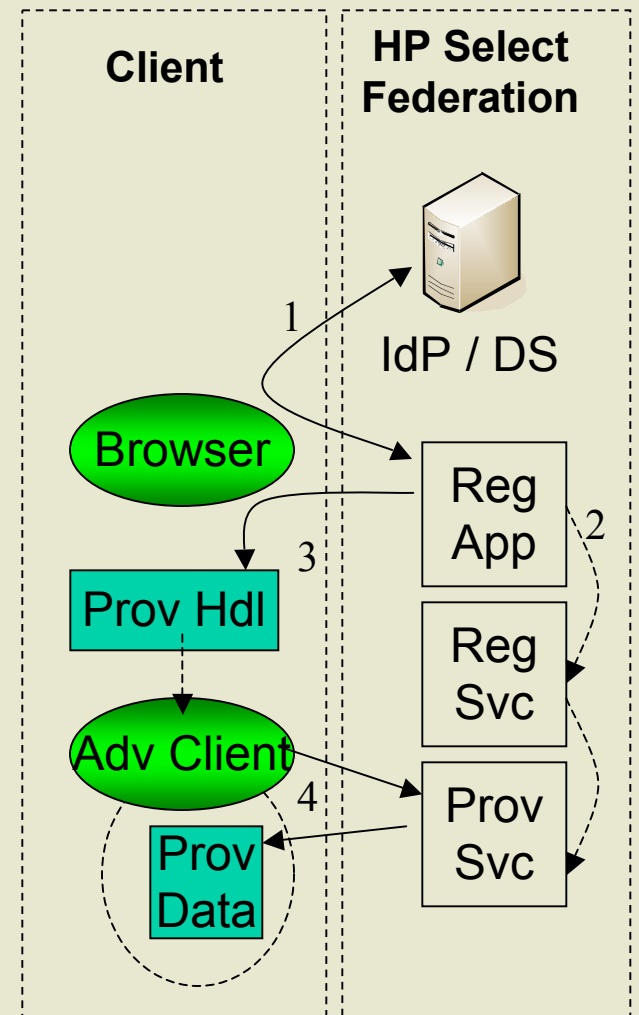 Client
HP Select
Federation
1
IdP / DS
Browser
Reg
App
2
3
Prov Hdl
Reg
Svc
Adv Client
4
Prov
Svc
Prov
Data